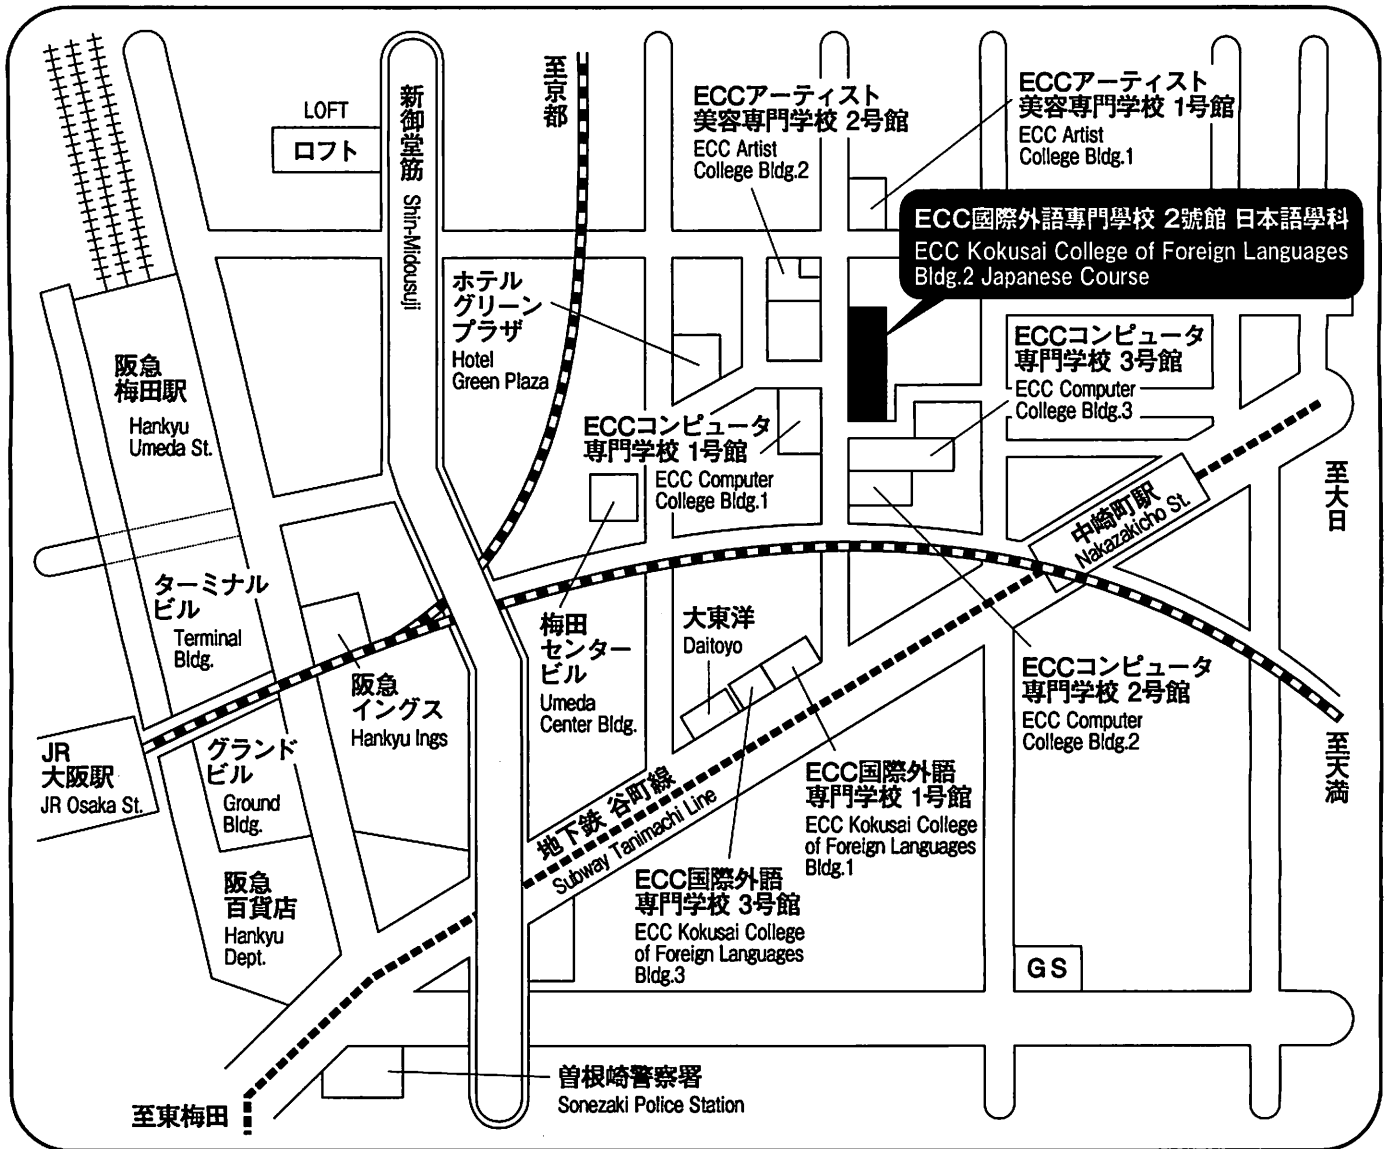 LOFT
ロフト
新御堂筋 Shin-Midousuji
至京都
ECCアーティスト
美容専門学校 2号館
ECC Artist
College Bldg.2
ECCアーティスト
美容専門学校 1号館
ECC Artist
College Bldg.1
ECC國際外語專門學校 2號館 日本語學科
ECC Kokusai College of Foreign Languages
Bldg.2 Japanese Course
ホテル
グリーン
プラザ
Hotel
Green Plaza
阪急
梅田駅
Hankyu
Umeda St.
ECCコンピュータ
専門学校 3号館
ECC Computer
College Bldg.3
ECCコンピュータ
専門学校 1号館
ECC Computer
College Bldg.1
至大日
中崎町駅
Nakazakicho St.
ターミナル
ビル
Terminal
Bldg.
梅田
センター
ビル
Umeda
Center Bldg.
大東洋
Daitoyo
ECCコンピュータ
専門学校 2号館
ECC Computer
College Bldg.2
阪急
イングス
Hankyu Ings
JR
大阪駅
JR Osaka St.
グランド
ビル
Ground
Bldg.
至天満
地下鉄 谷町線
Subway Tanimachi Line
ECC国際外語
専門学校 1号館
ECC Kokusai College
of Foreign Languages
Bldg.1
ECC国際外語
専門学校 3号館
ECC Kokusai College
of Foreign Languages
Bldg.3
阪急
百貨店
Hankyu
Dept.
GS
曽根崎警察署
Sonezaki Police Station
至東梅田